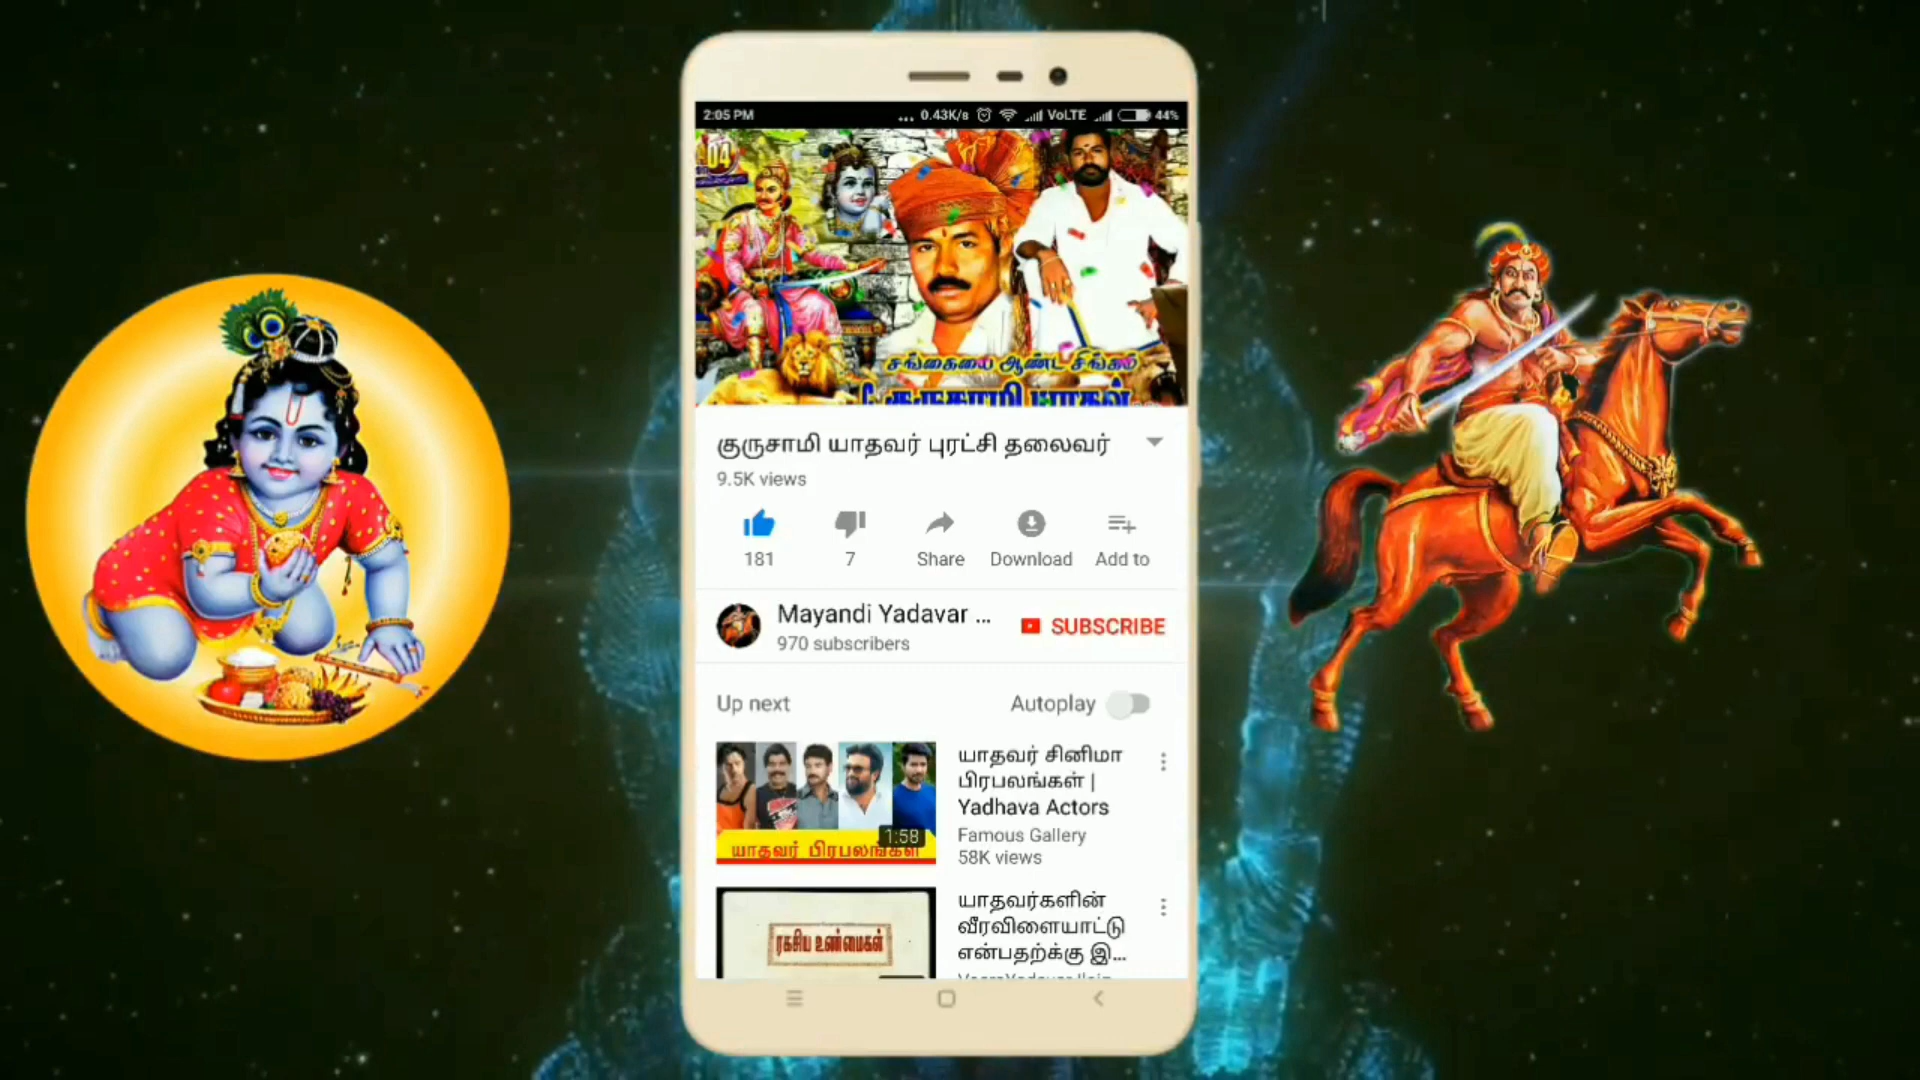 2:05 PM
... 0.43K/s VoLTE 44%
04
சங்கையை ஆண்ட சிங்கம்
குருசாமி யாதவ்
குருசாமி யாதவர் புரட்சி தலைவர்
9.5K views
181 7 Share Download Add to
Mayandi Yadavar ...
970 subscribers
SUBSCRIBE
Up next
Autoplay
யாதவர் பிரபலங்கள்
1:58
யாதவர் சினிமா
பிரபலங்கள் |
Yadhava Actors
Famous Gallery
58K views
ரகசிய உண்மைகள்
யாதவர்களின்
வீரவிளையாட்டு
என்பதற்க்கு இ...